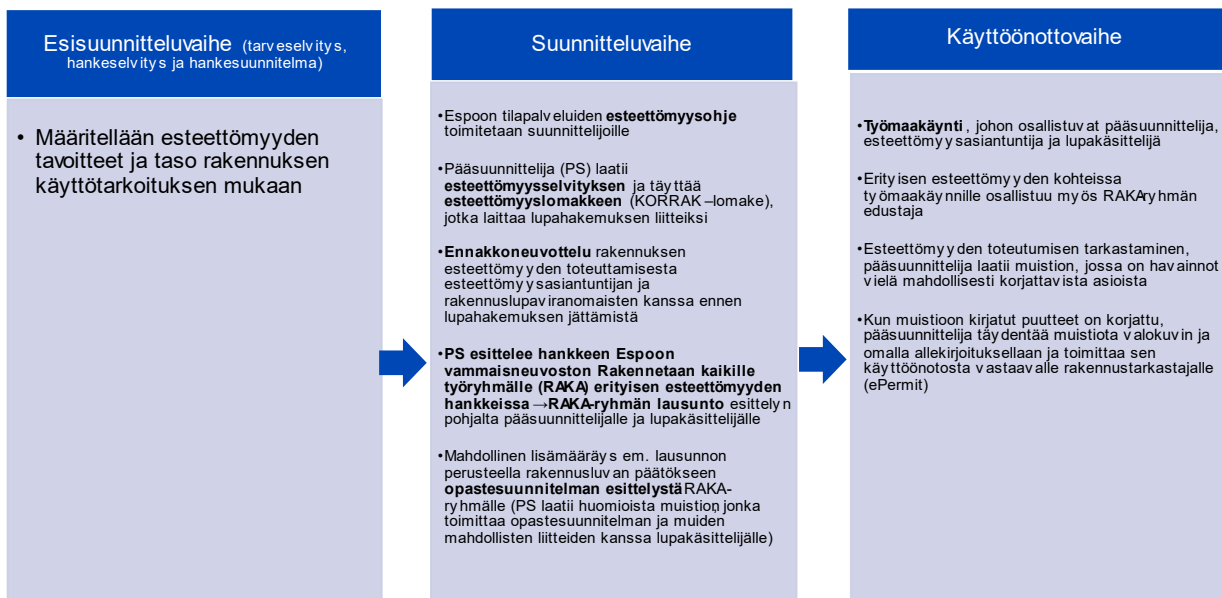 Esisuunnitteluvaihe (tarveselvitys,
hankeselvitys ja hankesuunnitelma)
• Määritellään esteettömyyden
tavoitteet ja taso rakennuksen
käyttötarkoituksen mukaan
Suunnitteluvaihe
•Espoon tilapalveluiden esteettömyysohje
toimitetaan suunnittelijoille
•Pääsuunnittelija (PS) laatii
esteettömyysselvityksen ja täyttää
esteettömyyslomakkeen (KORRAK –lomake),
jotka laittaa lupahakemuksen liitteiksi
•Ennakkoneuvottelu rakennuksen
esteettömyyden toteuttamisesta
esteettömyysasiantuntijan ja
rakennuslupaviranomaisten kanssa ennen
lupahakemuksen jättämistä
•PS esittelee hankkeen Espoon
vammaisneuvoston Rakennetaan kaikille
työryhmälle (RAKA) erityisen esteettömyyden
hankkeissa →RAKA-ryhmän lausunto esittelyn
pohjalta pääsuunnittelijalle ja lupakäsittelijälle
•Mahdollinen lisämääräys em. lausunnon
perusteella rakennusluvan päätökseen
opastesuunnitelman esittelystä RAKA-
ryhmälle (PS laatii huomioista muistion, jonka
toimittaa opastesuunnitelman ja muiden
mahdollisten liitteiden kanssa lupakäsittelijälle)
Käyttöönottovaihe
•Työmaakäynti, johon osallistuvat pääsuunnittelija,
esteettömyysasiantuntija ja lupakäsittelijä
•Erityisen esteettömyyden kohteissa
työmaakäynnille osallistuu myös RAKA-ryhmän
edustaja
•Esteettömyyden toteutumisen tarkastaminen,
pääsuunnittelija laatii muistion, jossa on havainnot
vielä mahdollisesti korjattavista asioista
•Kun muistioon kirjatut puutteet on korjattu,
pääsuunnittelija täydentää muistiota valokuvin ja
omalla allekirjoituksellaan ja toimittaa sen
käyttöönotosta vastaavalle rakennustarkastajalle
(ePermit)